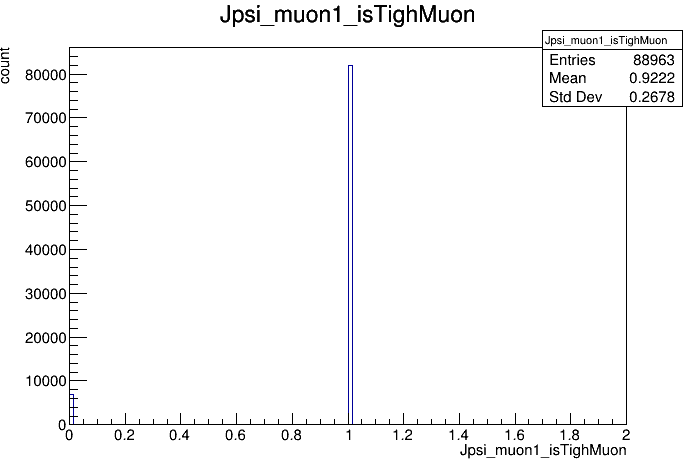 Jpsi_muon1_isTighMuon
Jpsi_muon1_isTighMuon
Entries 88963
Mean 0.9222
Std Dev 0.2678
count
80000
70000
60000
50000
40000
30000
20000
10000
0
0 0.2 0.4 0.6 0.8 1 1.2 1.4 1.6 1.8 2
Jpsi_muon1_isTighMuon